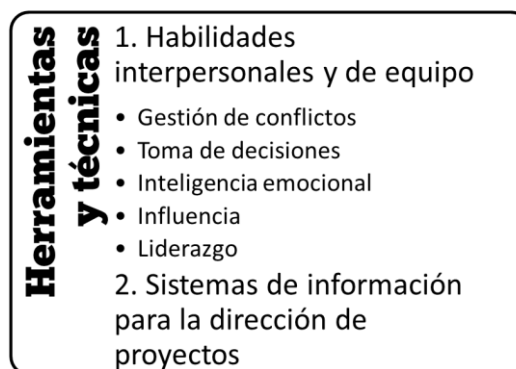 Herramientas
y técnicas
1. Habilidades
interpersonales y de equipo
• Gestión de conflictos
• Toma de decisiones
• Inteligencia emocional
• Influencia
• Liderazgo
2. Sistemas de información
para la dirección de
proyectos